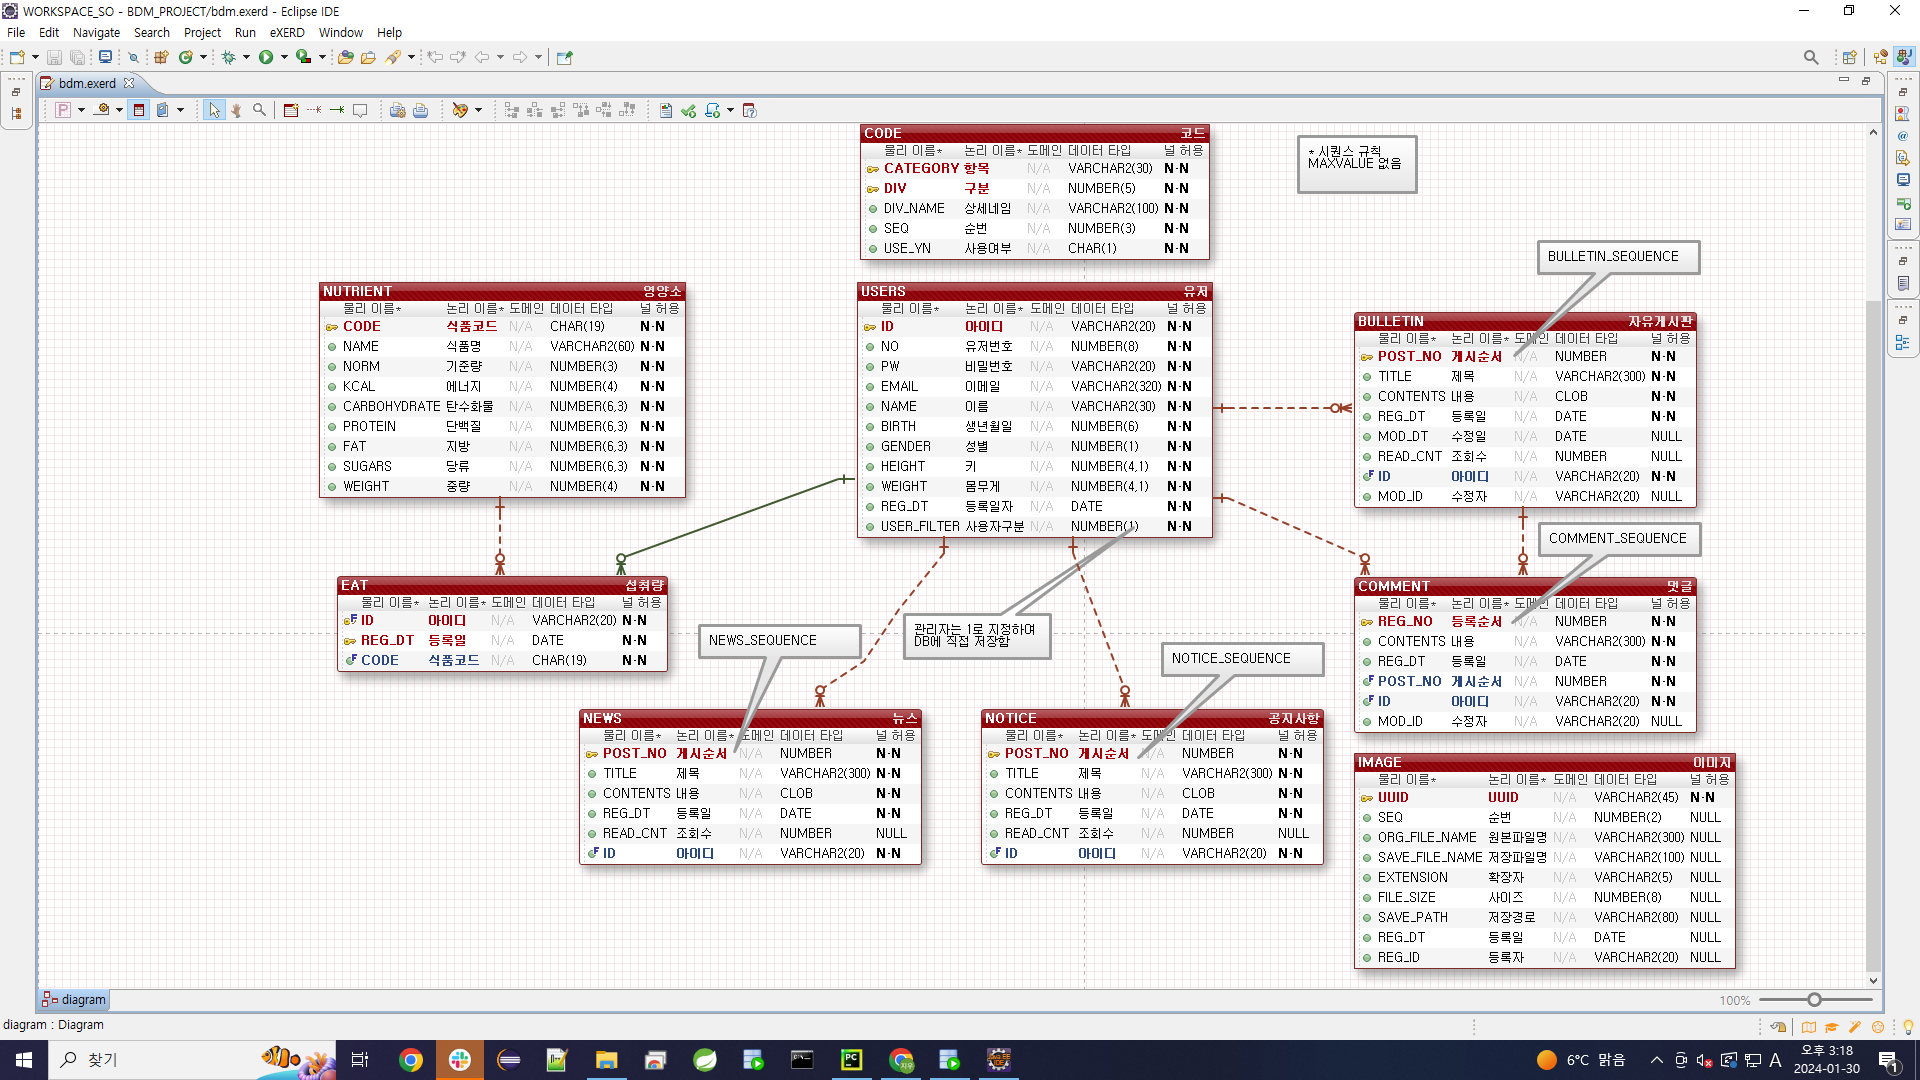 WORKSPACE_SO - BDM_PROJECT/bdm.exerd - Eclipse IDE
File Edit Navigate Search Project Run eXERD Window Help
bdm.exerd
CODE 코드
물리 이름* 논리 이름* 도메인 데이터 타입 널 허용
CATEGORY 항목 N/A VARCHAR2(30) N-N
DIV 구분 N/A NUMBER(5) N-N
DIV_NAME 상세네임 N/A VARCHAR2(100) N-N
SEQ 순번 N/A NUMBER(3) N-N
USE_YN 사용여부 N/A CHAR(1) N-N
* 시퀀스 규칙
MAXVALUE 없음
BULLETIN_SEQUENCE
NUTRIENT 영양소
물리 이름* 논리 이름* 도메인 데이터 타입 널 허용
CODE 식품코드 N/A CHAR(19) N-N
NAME 식품명 N/A VARCHAR2(60) N-N
NORM 기준량 N/A NUMBER(3) N-N
KCAL 에너지 N/A NUMBER(4) N-N
CARBOHYDRATE 탄수화물 N/A NUMBER(6,3) N-N
PROTEIN 단백질 N/A NUMBER(6,3) N-N
FAT 지방 N/A NUMBER(6,3) N-N
SUGARS 당류 N/A NUMBER(6,3) N-N
WEIGHT 중량 N/A NUMBER(4) N-N
USERS 유저
물리 이름* 논리 이름* 도메인 데이터 타입 널 허용
ID 아이디 N/A VARCHAR2(20) N-N
NO 유저번호 N/A NUMBER(8) N-N
PW 비밀번호 N/A VARCHAR2(20) N-N
EMAIL 이메일 N/A VARCHAR2(320) N-N
NAME 이름 N/A VARCHAR2(30) N-N
BIRTH 생년월일 N/A NUMBER(6) N-N
GENDER 성별 N/A NUMBER(1) N-N
HEIGHT 키 N/A NUMBER(4,1) N-N
WEIGHT 몸무게 N/A NUMBER(4,1) N-N
REG_DT 등록일자 N/A DATE N-N
USER_FILTER 사용자구분 N/A NUMBER(1) N-N
BULLETIN 자유게시판
물리 이름* 논리 이름* 도메인 데이터 타입 널 허용
POST_NO 게시순서 N/A NUMBER N-N
TITLE 제목 N/A VARCHAR2(300) N-N
CONTENTS 내용 N/A CLOB N-N
REG_DT 등록일 N/A DATE N-N
MOD_DT 수정일 N/A DATE NULL
READ_CNT 조회수 N/A NUMBER NULL
ID 아이디 N/A VARCHAR2(20) N-N
MOD_ID 수정자 N/A VARCHAR2(20) NULL
COMMENT_SEQUENCE
EAT 섭취량
물리 이름* 논리 이름* 도메인 데이터 타입 널 허용
ID 아이디 N/A VARCHAR2(20) N-N
REG_DT 등록일 N/A DATE N-N
CODE 식품코드 N/A CHAR(19) N-N
NEWS_SEQUENCE
관리자는 1로 지정하여
DB에 직접 저장함
NOTICE_SEQUENCE
COMMENT 댓글
물리 이름* 논리 이름* 도메인 데이터 타입 널 허용
REG_NO 등록순서 N/A NUMBER N-N
CONTENTS 내용 N/A VARCHAR2(300) N-N
REG_DT 등록일 N/A DATE N-N
POST_NO 게시순서 N/A NUMBER N-N
ID 아이디 N/A VARCHAR2(20) N-N
MOD_ID 수정자 N/A VARCHAR2(20) NULL
NEWS 뉴스
물리 이름* 논리 이름* 도메인 데이터 타입 널 허용
POST_NO 게시순서 N/A NUMBER N-N
TITLE 제목 N/A VARCHAR2(300) N-N
CONTENTS 내용 N/A CLOB N-N
REG_DT 등록일 N/A DATE N-N
READ_CNT 조회수 N/A NUMBER NULL
ID 아이디 N/A VARCHAR2(20) N-N
NOTICE 공지사항
물리 이름* 논리 이름* 도메인 데이터 타입 널 허용
POST_NO 게시순서 N/A NUMBER N-N
TITLE 제목 N/A VARCHAR2(300) N-N
CONTENTS 내용 N/A CLOB N-N
REG_DT 등록일 N/A DATE N-N
READ_CNT 조회수 N/A NUMBER NULL
ID 아이디 N/A VARCHAR2(20) N-N
IMAGE 이미지
물리 이름* 논리 이름* 도메인 데이터 타입 널 허용
UUID UUID N/A VARCHAR2(45) N-N
SEQ 순번 N/A NUMBER(2) NULL
ORG_FILE_NAME 원본파일명 N/A VARCHAR2(300) NULL
SAVE_FILE_NAME 저장파일명 N/A VARCHAR2(100) NULL
EXTENSION 확장자 N/A VARCHAR2(5) NULL
FILE_SIZE 사이즈 N/A NUMBER(8) NULL
SAVE_PATH 저장경로 N/A VARCHAR2(80) NULL
REG_DT 등록일 N/A DATE NULL
REG_ID 등록자 N/A VARCHAR2(20) NULL
diagram
100%
diagram : Diagram
찾기
6°C 맑음
A
오후 3:18
2024-01-30
1